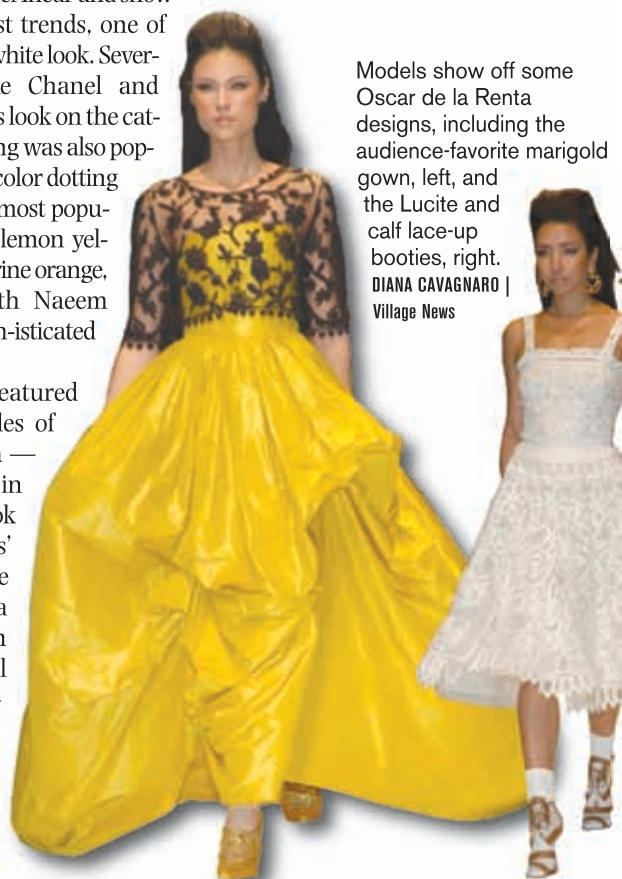 and show
st trends, one of
white look. Sever-
e Chanel and
s look on the cat-
ng was also pop-
color dotting
most popu-
lemon yel-
rine orange,
th Naeem
n-isticated
eatured
les of
—
in
ok
s’
e
a
n
l
Models show off some
Oscar de la Renta
designs, including the
audience-favorite marigold
gown, left, and
the Lucite and
calf lace-up
booties, right.
DIANA CAVAGNARO |
Village News